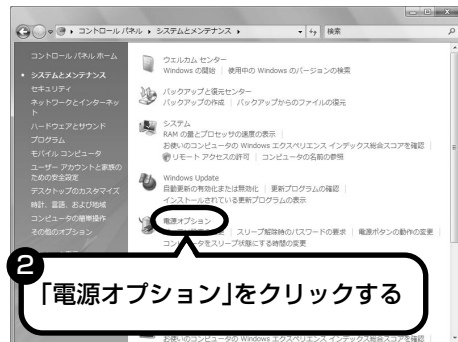 コントロール パネル ▸ システムとメンテナンス ▸
検索
コントロール パネル ホーム
システムとメンテナンス
セキュリティ
ネットワークとインターネッ
ト
ハードウェアとサウンド
プログラム
モバイル コンピュータ
ユーザー アカウントと家族の
ための安全設定
デスクトップのカスタマイズ
時計、言語、および地域
コンピュータの簡単操作
その他のオプション
ウェルカム センター
Windows の開始 | 使用中の Windows のバージョンの検索
バックアップと復元センター
バックアップの作成 | バックアップからのファイルの復元
システム
RAM の量とプロセッサの速度の表示 |
お使いのコンピュータの Windows エクスペリエンス インデックス総合スコアを確認 |
リモート アクセスの許可 | コンピュータの名前の参照
Windows Update
自動更新の有効化または無効化 | 更新プログラムの確認 |
インストールされている更新プログラムの表示
電源オプション
スリープ解除時のパスワードの要求 | 電源ボタンの動作の変更 |
コンピュータをスリープ状態にする時間の変更
2
「電源オプション」をクリックする
お使いのコンピュータの Windows エクスペリエンス インデックス総合スコアを確認